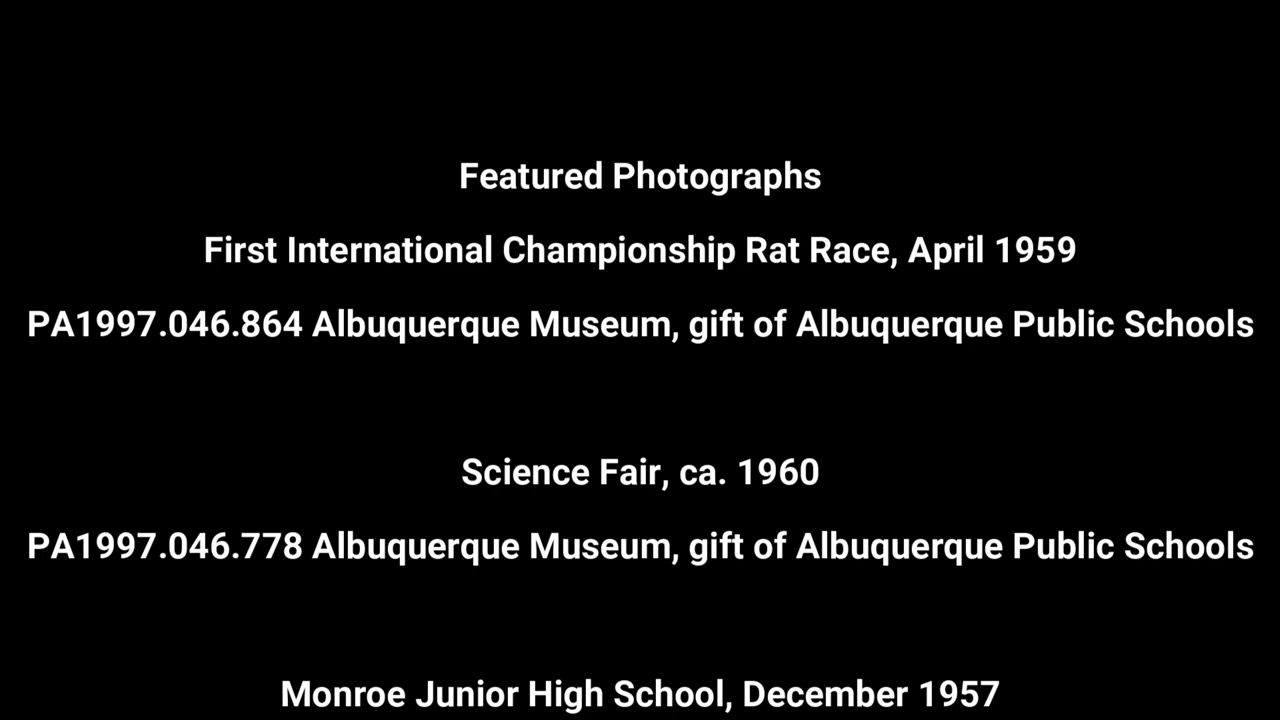 Featured Photographs
First International Championship Rat Race, April 1959
PA1997.046.864 Albuquerque Museum, gift of Albuquerque Public Schools
Science Fair, ca. 1960
PA1997.046.778 Albuquerque Museum, gift of Albuquerque Public Schools
Monroe Junior High School, December 1957